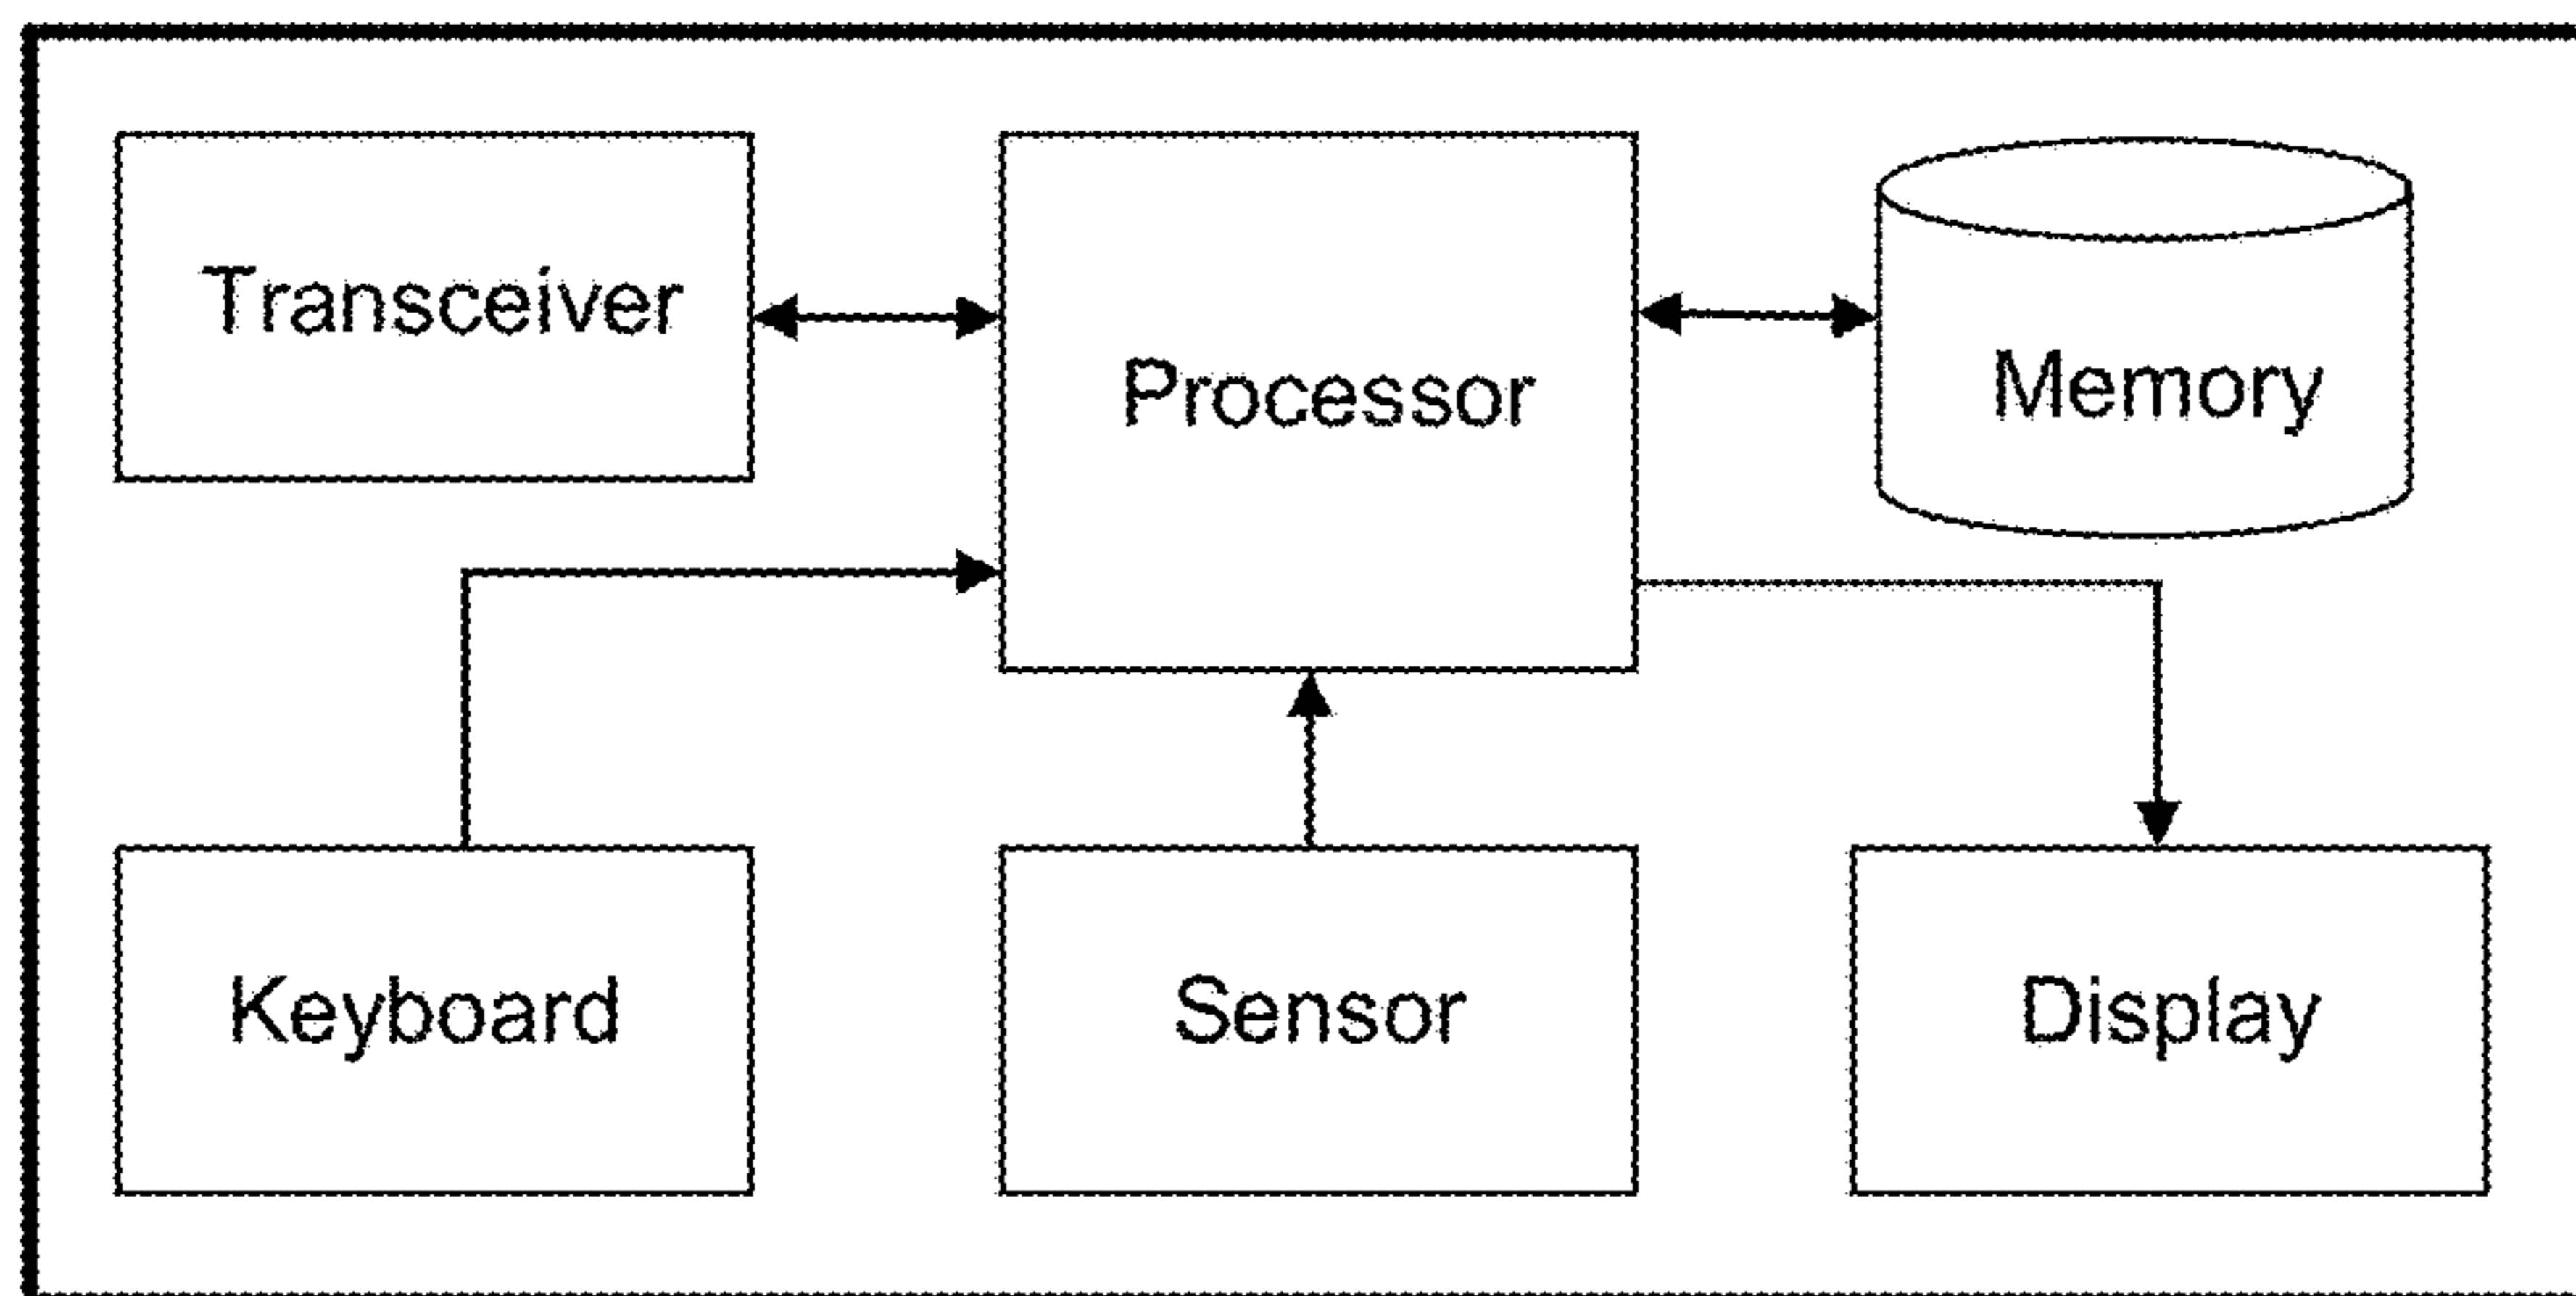 Transceiver
Processor
Memory
Keyboard
Sensor
Display